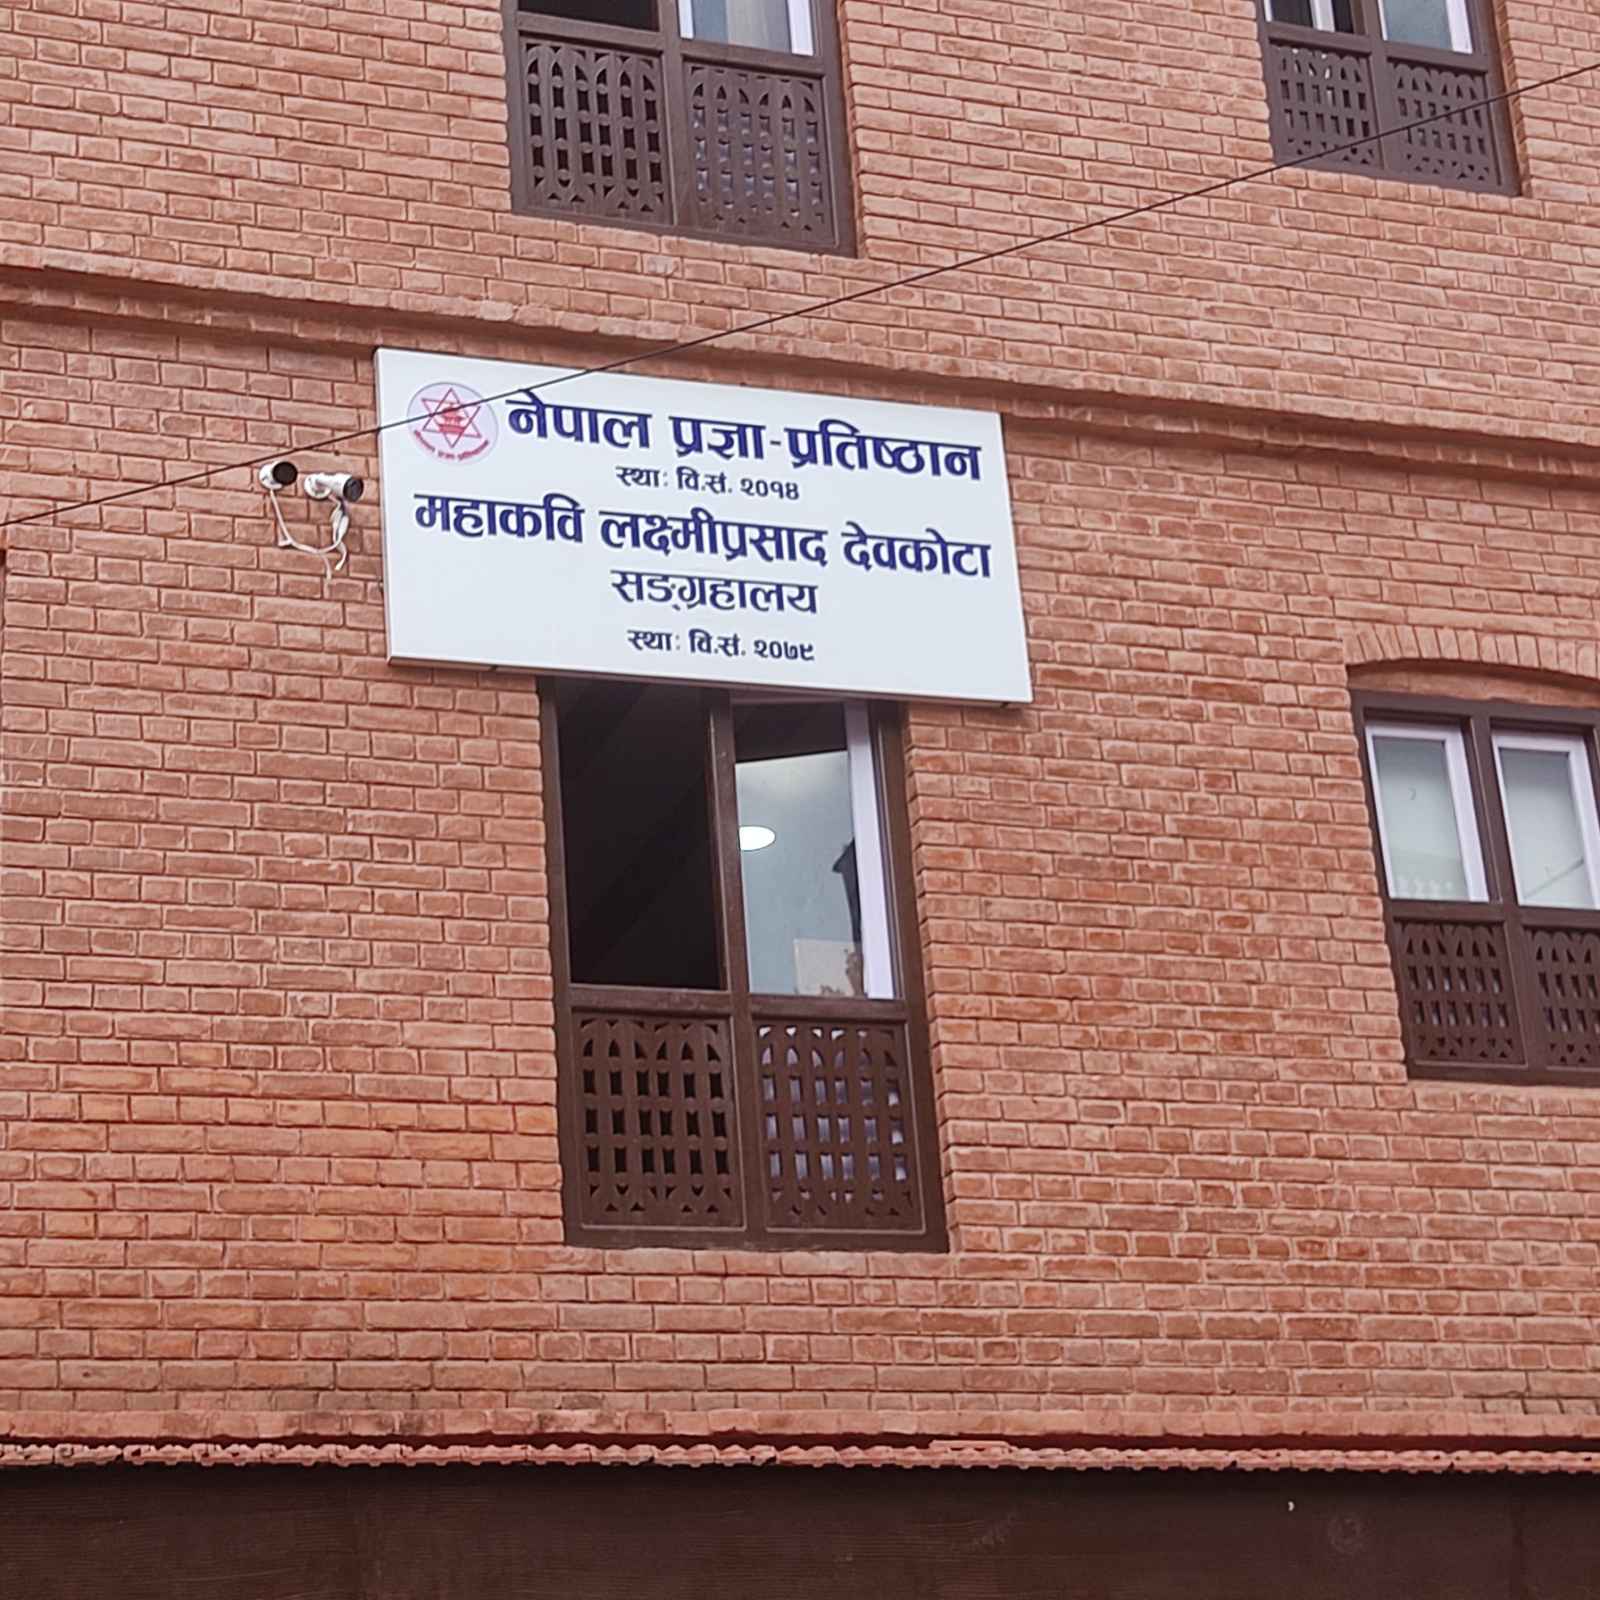 नेपाल प्रज्ञा-प्रतिष्ठान
स्थाः वि.सं. २०१४
महाकवि लक्ष्मीप्रसाद देवकोटा
सङ्ग्रहालय
स्थाः वि.सं. २०७९